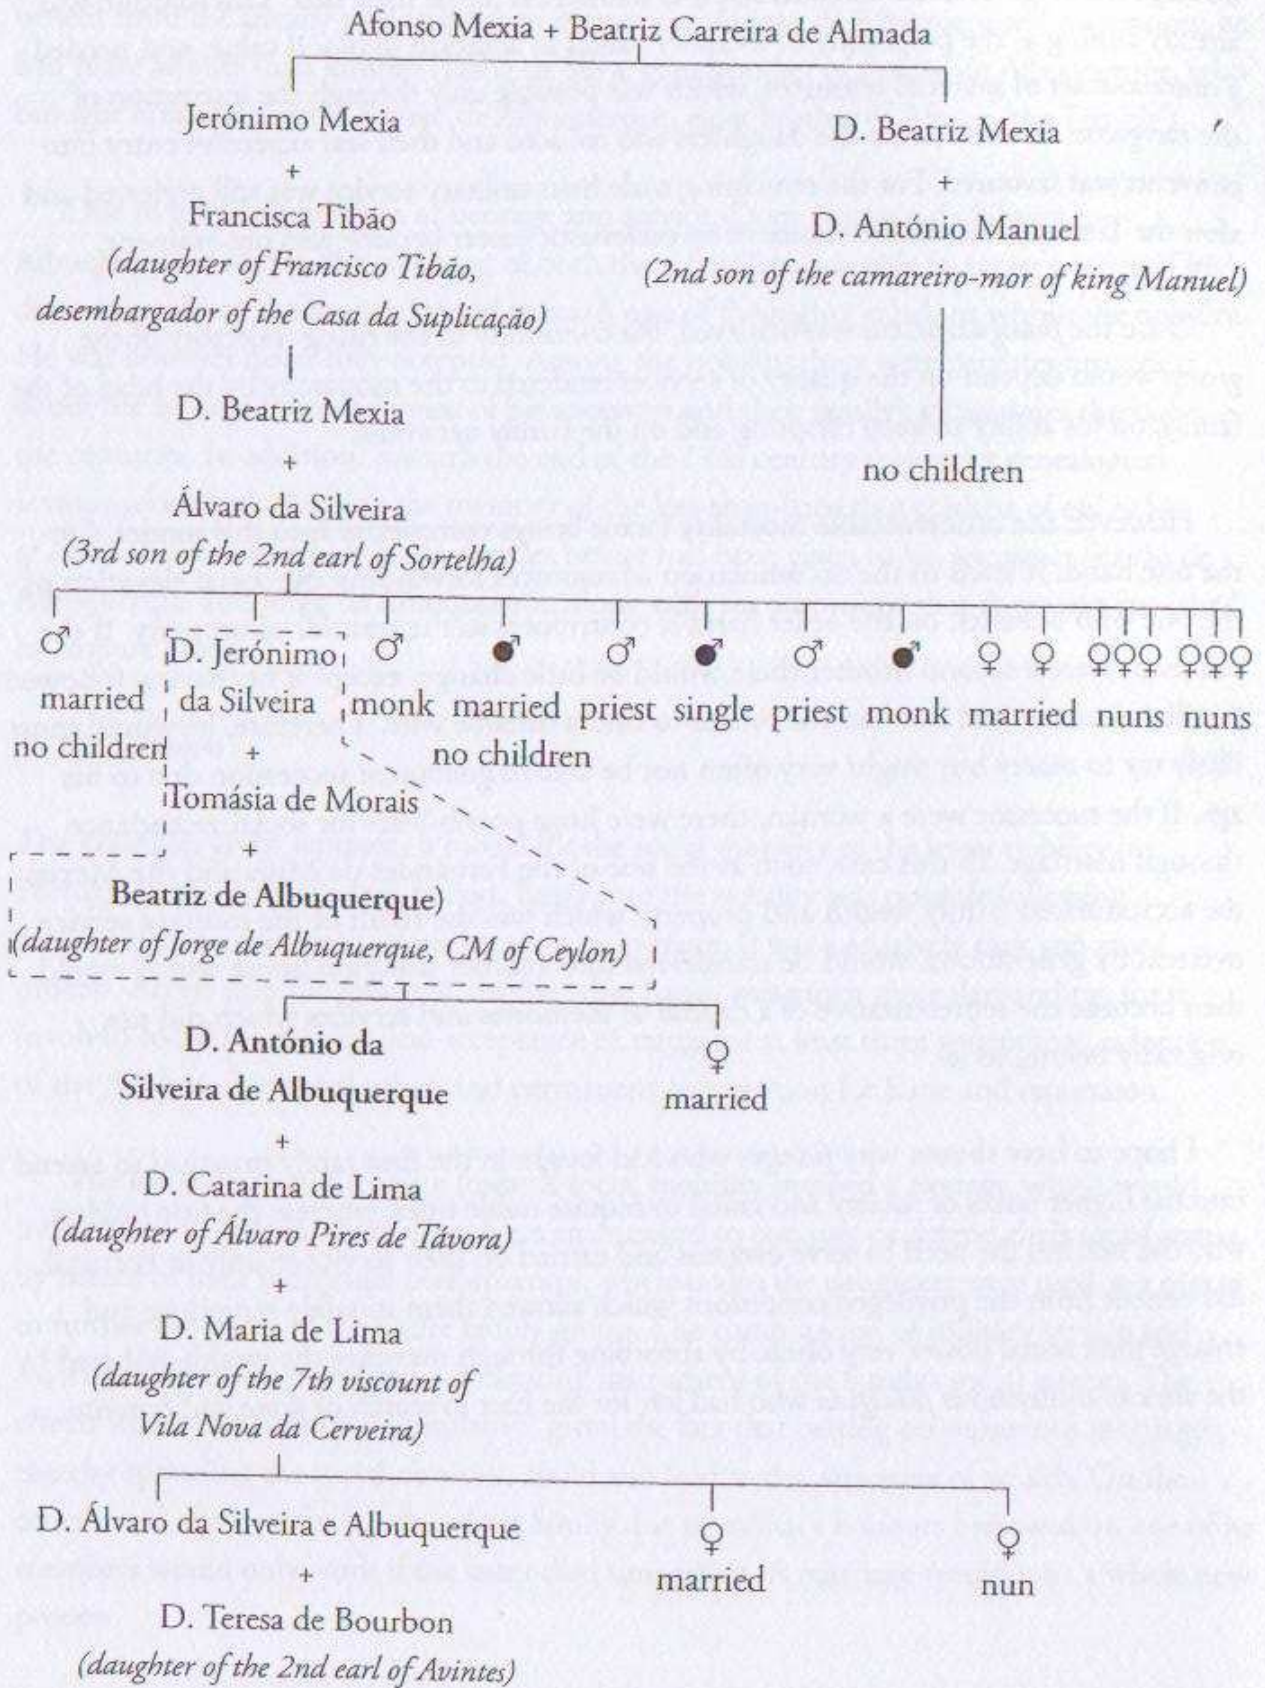 Afonso Mexia + Beatriz Carreira de Almada
Jerónimo Mexia
+
Francisca Tibão
(daughter of Francisco Tibão,
desembargador of the Casa da Suplicação)
D. Beatriz Mexia
+
D. António Manuel
(2nd son of the camareiro-mor of king Manuel)
no children
D. Beatriz Mexia
+
Álvaro da Silveira
(3rd son of the 2nd earl of Sortelha)
♂ ♂ ♂ ♂ ♂ ♂ ♂ ♀ ♀ ♀♀♀ ♀♀♀
married D. Jerónimo da Silveira monk married priest single priest monk married nuns nuns
no children + no children
Tomásia de Morais
+
Beatriz de Albuquerque)
(daughter of Jorge de Albuquerque, CM of Ceylon)
D. António da
Silveira de Albuquerque
♀
married
+
D. Catarina de Lima
(daughter of Álvaro Pires de Távora)
+
D. Maria de Lima
(daughter of the 7th viscount of
Vila Nova da Cerveira)
D. Álvaro da Silveira e Albuquerque
+
D. Teresa de Bourbon
(daughter of the 2nd earl of Avintes)
♀
married
♀
nun